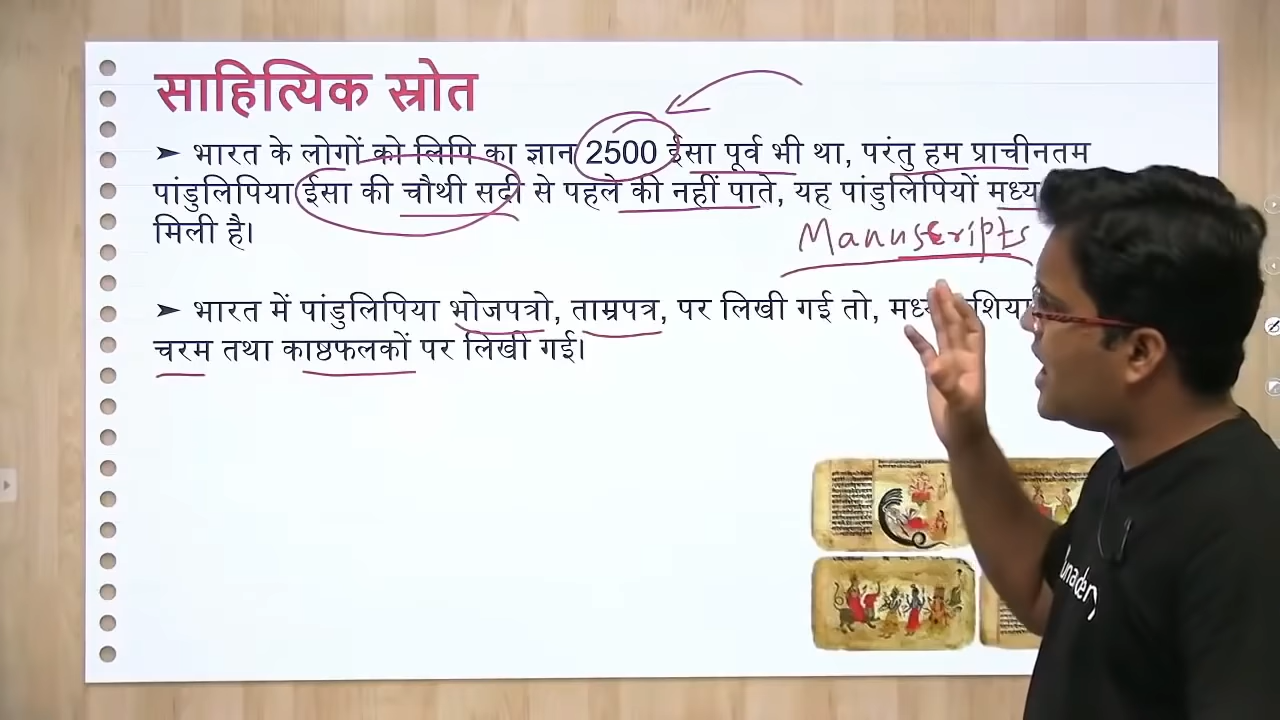 साहित्यिक स्रोत
➤ भारत के लोगों को लिपि का ज्ञान 2500 ईसा पूर्व भी था, परंतु हम प्राचीनतम
पांडुलिपिया ईसा की चौथी सदी से पहले की नहीं पाते, यह पांडुलिपियों मध्य
मिली है।
Manuscripts
➤ भारत में पांडुलिपिया भोजपत्रो, ताम्रपत्र, पर लिखी गई तो,
चरम तथा काष्ठफलकों पर लिखी गई।